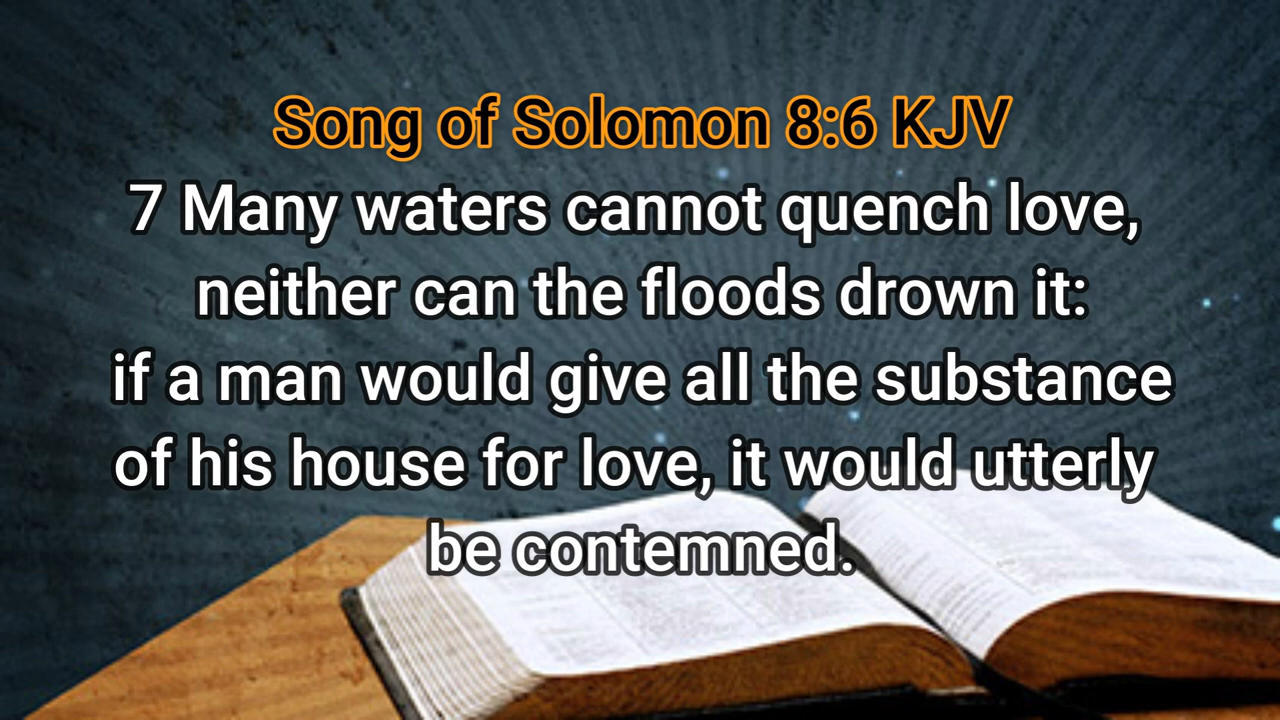 Song of Solomon 8:6 KJV
7 Many waters cannot quench love,
neither can the floods drown it:
if a man would give all the substance
of his house for love, it would utterly
be contemned.